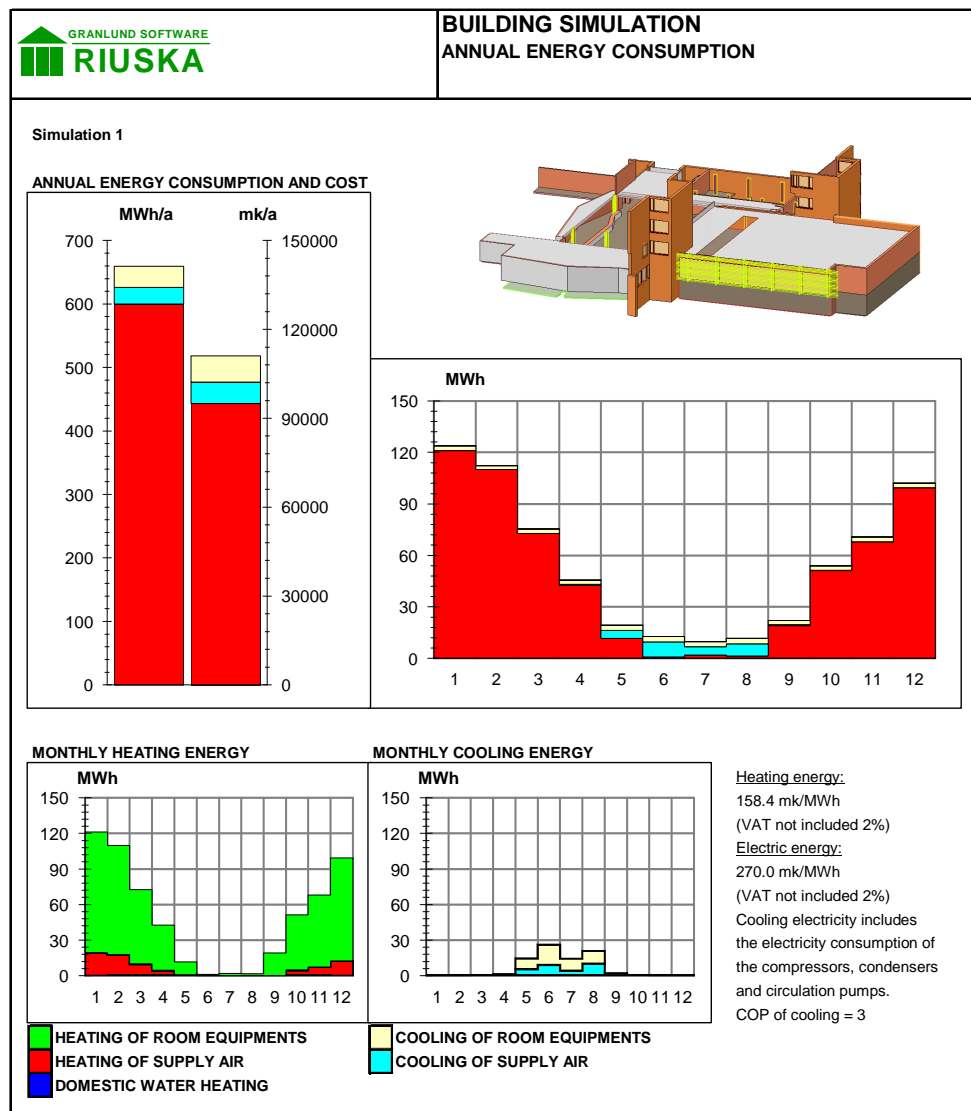 GRANLUND SOFTWARE
RIUSKA
BUILDING SIMULATION
ANNUAL ENERGY CONSUMPTION
Simulation 1
ANNUAL ENERGY CONSUMPTION AND COST
MWh/a mk/a
700 150000
600
120000
500
400 90000
300
60000
200
30000
100
0 0
MWh
150
120
90
60
30
0
1 2 3 4 5 6 7 8 9 10 11 12
MONTHLY HEATING ENERGY
MWh
150
120
90
60
30
0
1 2 3 4 5 6 7 8 9 10 11 12
HEATING OF ROOM EQUIPMENTS
HEATING OF SUPPLY AIR
DOMESTIC WATER HEATING
MONTHLY COOLING ENERGY
MWh
150
120
90
60
30
0
1 2 3 4 5 6 7 8 9 10 11 12
COOLING OF ROOM EQUIPMENTS
COOLING OF SUPPLY AIR
Heating energy:
158.4 mk/MWh
(VAT not included 2%)
Electric energy:
270.0 mk/MWh
(VAT not included 2%)
Cooling electricity includes
the electricity consumption of
the compressors, condensers
and circulation pumps.
COP of cooling = 3